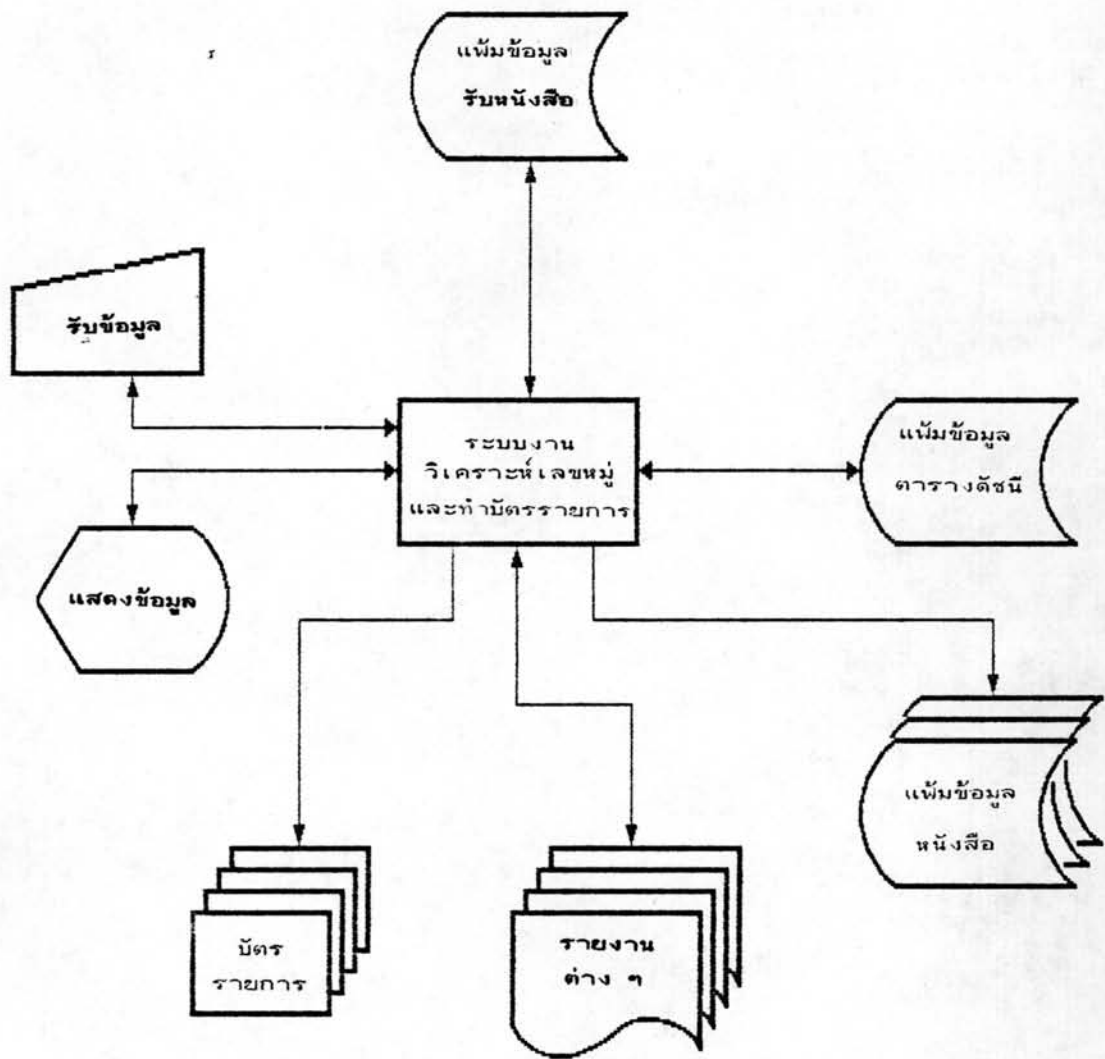 แฟ้มข้อมูล
รับหนังสือ
รับข้อมูล
ระบบงาน
วิเคราะห์เลขหมู่
และทำบัตรรายการ
แฟ้มข้อมูล
ตารางดัชนี
แสดงข้อมูล
แฟ้มข้อมูล
หนังสือ
บัตร
รายการ
รายงาน
ต่าง ๆ